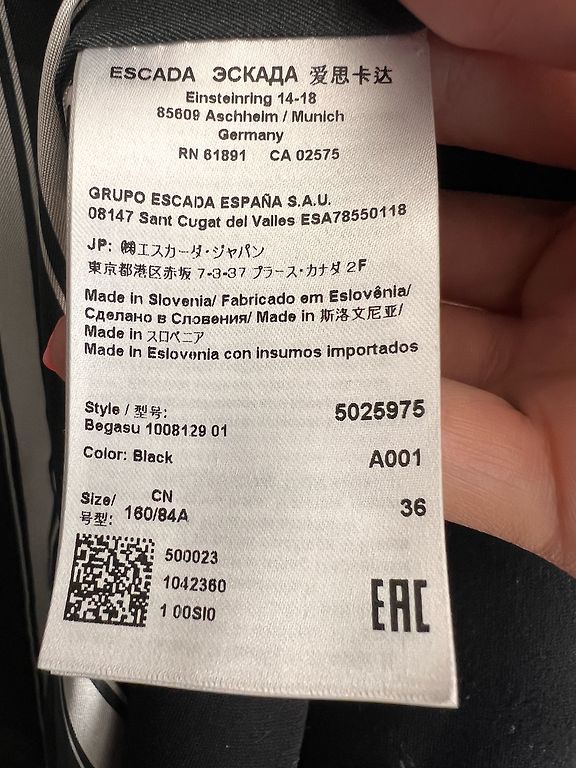 ESCADA ЭСКАДА 爱思卡达
Einsteinring 14-18
85609 Aschheim / Munich
Germany
RN 61891 CA 02575
GRUPO ESCADA ESPAÑA S.A.U.
08147 Sant Cugat del Valles ESA78550118
JP: ㈱エスカーダ・ジャパン
東京都港区赤坂 7-3-37 プラース・カナダ 2F
Made in Slovenia/ Fabricado em Eslovênia/
Сделано в Словения/ Made in 斯洛文尼亚/
Made in スロベニア
Made in Eslovenia con insumos importados
Style / 型号: 5025975
Begasu 1008129 01
Color: Black A001
Size/ CN 36
号型: 160/84A
500023
1042360
1 00SI0
EAC